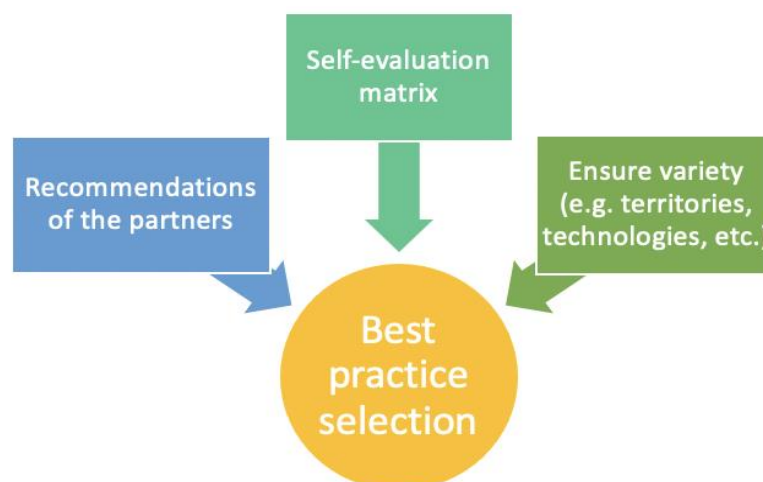 Self-evaluation
matrix
Recommendations
of the partners
Ensure variety
(e.g. territories,
technologies, etc.)
Best
practice
selection